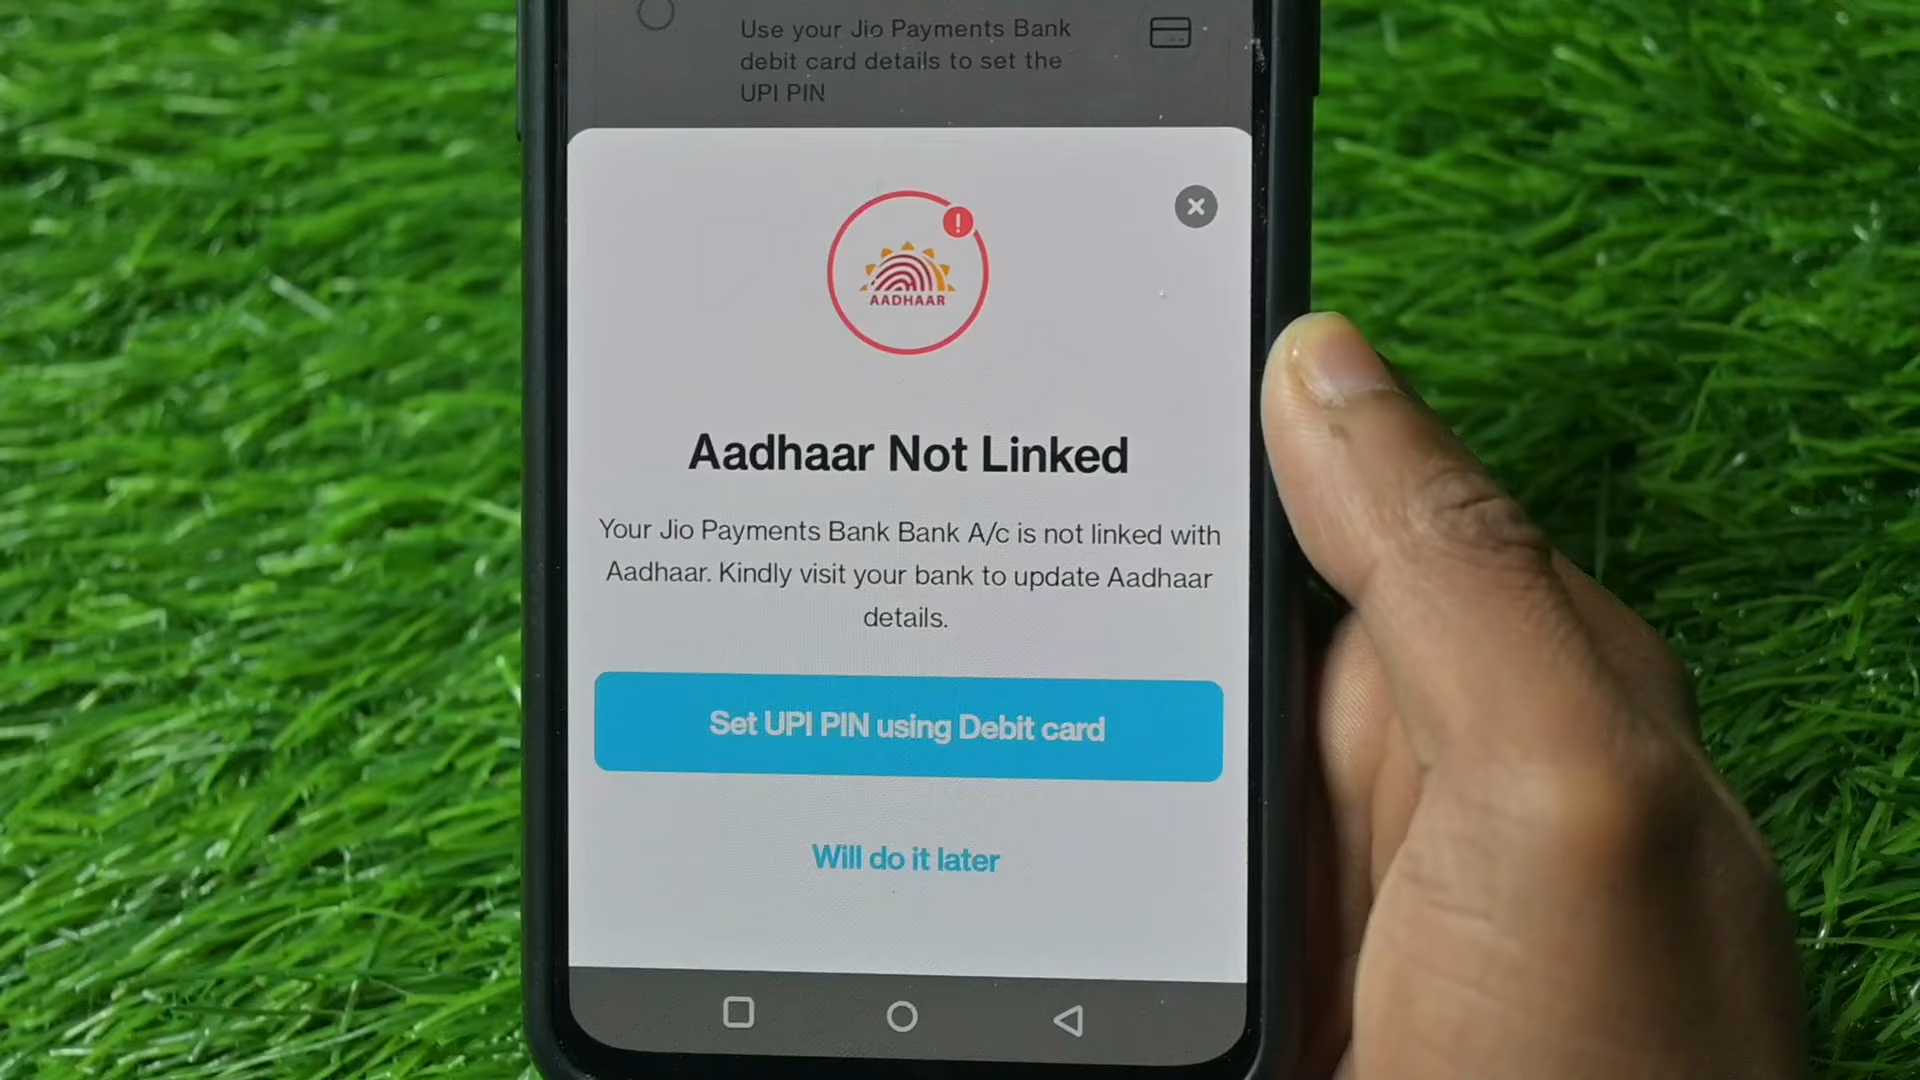 Use your Jio Payments Bank
debit card details to set the
UPI PIN
!
AADHAAR
Aadhaar Not Linked
Your Jio Payments Bank Bank A/c is not linked with
Aadhaar. Kindly visit your bank to update Aadhaar
details.
Set UPI PIN using Debit card
Will do it later